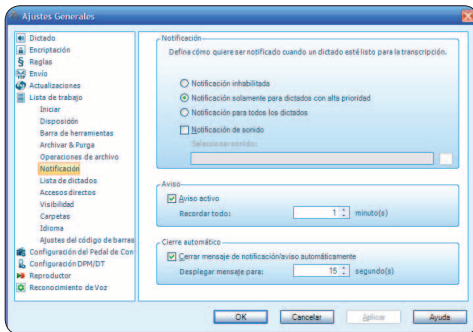 Ajustes Generales
Dictado
Encriptación
Reglas
Envío
Actualizaciones
Lista de trabajo
Iniciar
Disposición
Barra de herramientas
Archivar & Purga
Operaciones de archivo
Notificación
Lista de dictados
Accesos directos
Visibilidad
Carpetas
Idioma
Ajustes del código de barras
Configuración del Pedal de Con
Configuración DPM/DT
Reproductor
Reconocimiento de Voz
Notificación
Defina cómo quiere ser notificado cuando un dictado esté listo para la transcripción.
Notificación inhabilitada
Notificación solamente para dictados con alta prioridad
Notificación para todos los dictados
Notificación de sonido
Seleccionar sonido:
Aviso
Aviso activo
Recordar todo: 1 minuto(s)
Cierre automático
Cerrar mensaje de notificación/aviso automáticamente
Desplegar mensaje para: 15 segundo(s)
OK Cancelar Aplicar Ayuda